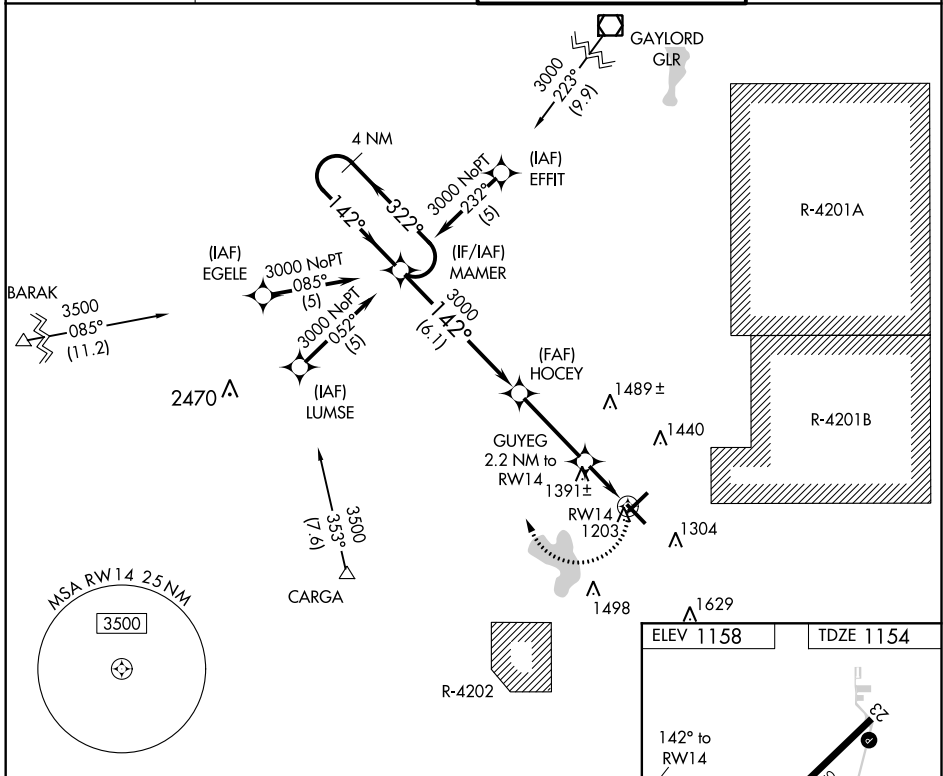 GAYLORD
GLR
3000
223°
(9.9)
4 NM
(IAF)
EFFIT
3000 NoPT
232°
(5)
142°
322°
R-4201A
(IAF)
EGELE
3000 NoPT
085°
(5)
(IF/IAF)
MAMER
BARAK
3500
085°
(11.2)
3000 NoPT
052°
(5)
3000
142°
(6.1)
(IAF)
LUMSE
2470
(FAF)
HOCEY
1489 ±
1440
R-4201B
GUYEG
2.2 NM to
RW14
1391±
RW14
1203
1304
3500
353°
(7.6)
CARGA
1498
1629
MSA RW14 25 NM
3500
R-4202
ELEV 1158
TDZE 1154
23
P
142° to
RW14